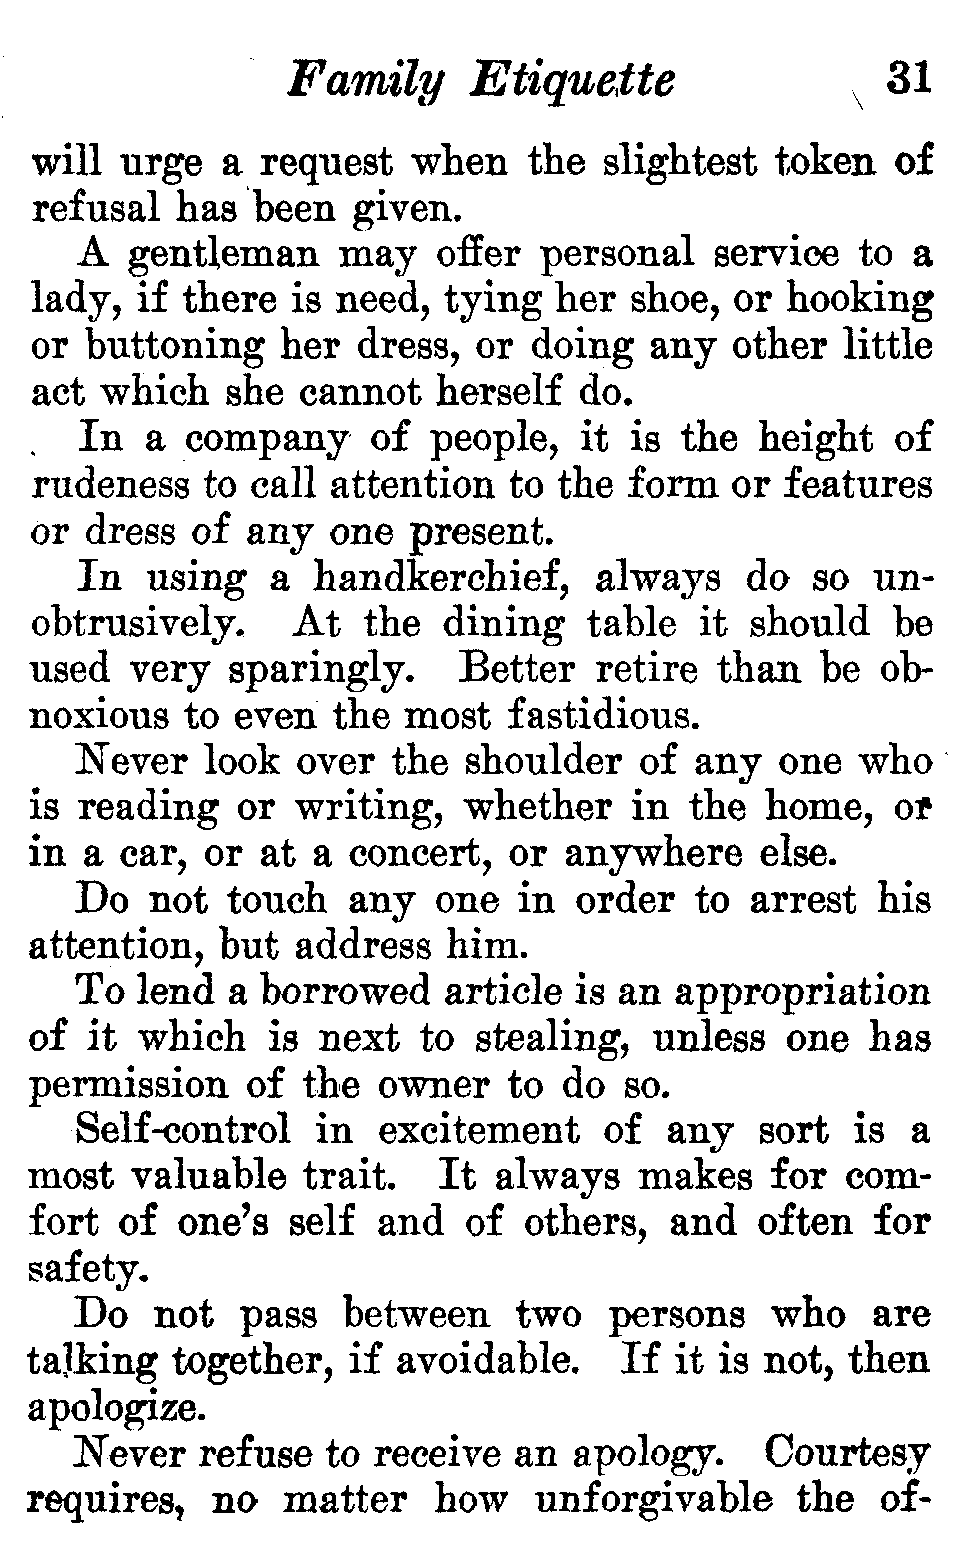 Family Etiquette 31
will urge a request when the slightest token of
refusal has been given.
A gentleman may offer personal service to a
lady, if there is need, tying her shoe, or hooking
or buttoning her dress, or doing any other little
act which she cannot herself do.
In a company of people, it is the height of
rudeness to call attention to the form or features
or dress of any one present.
In using a handkerchief, always do so un-
obtrusively. At the dining table it should be
used very sparingly. Better retire than be ob-
noxious to even the most fastidious.
Never look over the shoulder of any one who
is reading or writing, whether in the home, or
in a car, or at a concert, or anywhere else.
Do not touch any one in order to arrest his
attention, but address him.
To lend a borrowed article is an appropriation
of it which is next to stealing, unless one has
permission of the owner to do so.
Self-control in excitement of any sort is a
most valuable trait. It always makes for com-
fort of one's self and of others, and often for
safety.
Do not pass between two persons who are
talking together, if avoidable. If it is not, then
apologize.
Never refuse to receive an apology. Courtesy
requires, no matter how unforgivable the of-